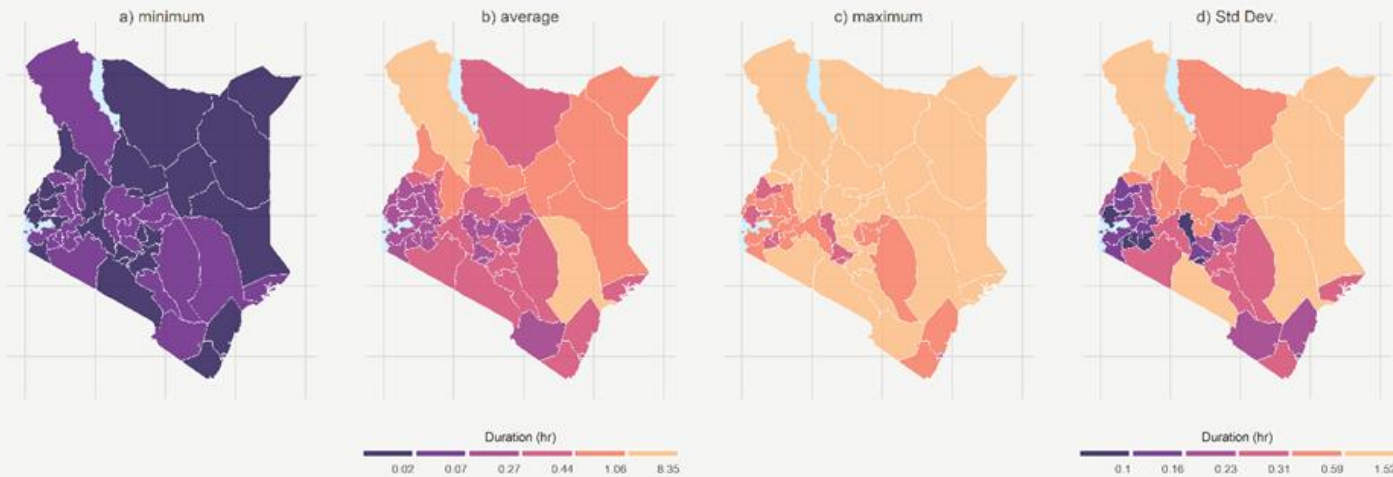 a) minimum
b) average
c) maximum
d) Std Dev.
Duration (hr)
0.02 0.07 0.27 0.44 1.06 8.35
Duration (hr)
0.1 0.16 0.23 0.31 0.59